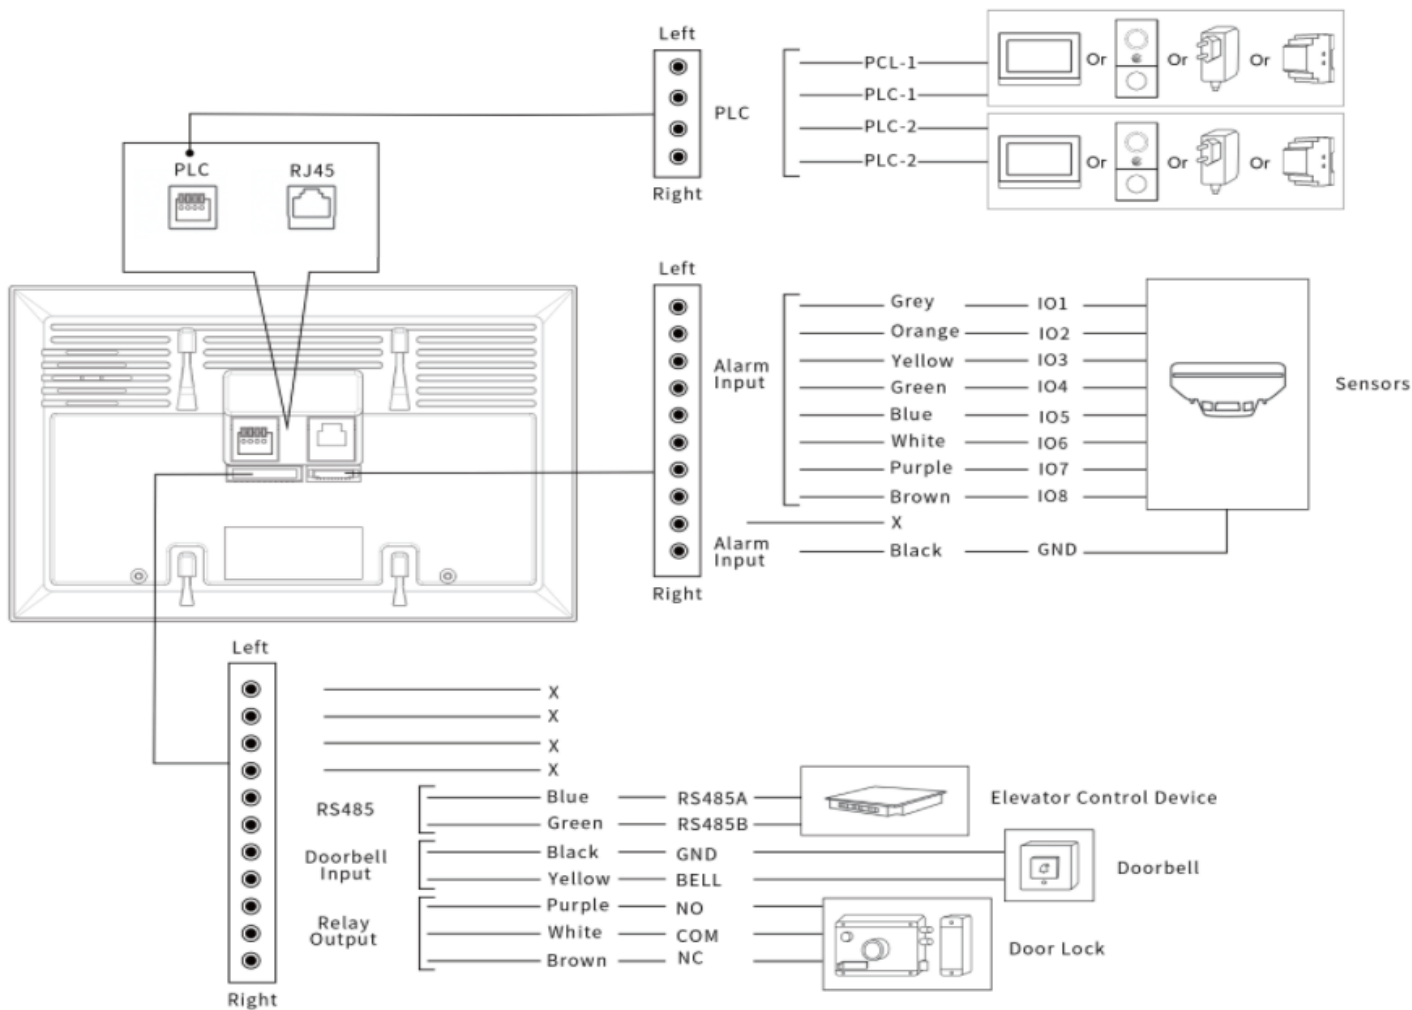 Left
PCL-1
PLC-1
PLC-2
PLC-2
PLC
Right
Or Or Or
Or Or Or
PLC RJ45
Left
Alarm
Input
Grey IO1
Orange IO2
Yellow IO3
Green IO4
Blue IO5
White IO6
Purple IO7
Brown IO8
X
Alarm
Input
Black GND
Right
Sensors
Left
X
X
X
X
RS485
Blue RS485A
Green RS485B
Elevator Control Device
Doorbell
Input
Black GND
Yellow BELL
Doorbell
Relay
Output
Purple NO
White COM
Brown NC
Door Lock
Right